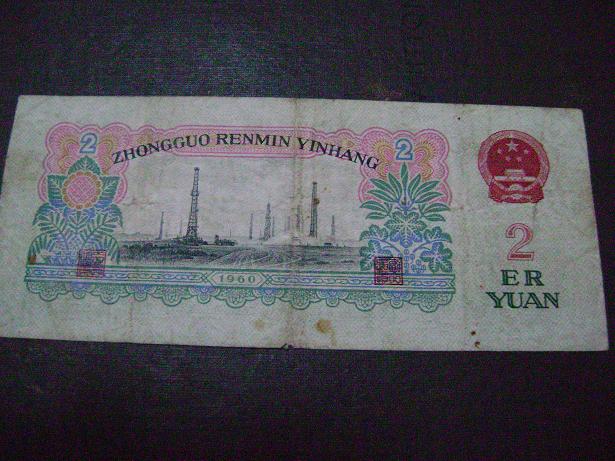 2
ZHONGGUO RENMIN YINHANG
2
1960
2
ER
YUAN